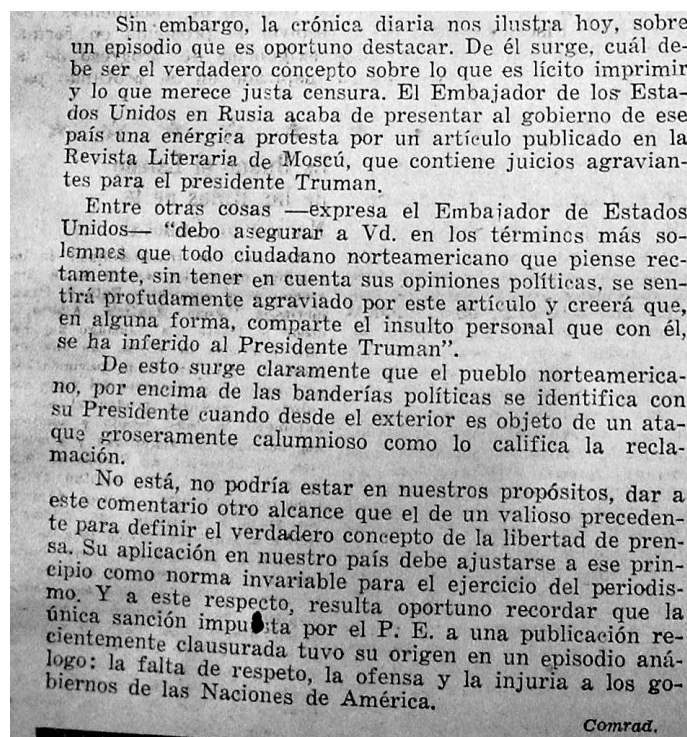 Sin embargo, la crónica diaria nos ilustra hoy, sobre
un episodio que es oportuno destacar. De él surge, cuál de-
be ser el verdadero concepto sobre lo que es lícito imprimir
y lo que merece justa censura. El Embajador de los Esta-
dos Unidos en Rusia acaba de presentar al gobierno de ese
país una enérgica protesta por un artículo publicado en la
Revista Literaria de Moscú, que contiene juicios agravian-
tes para el presidente Truman.
Entre otras cosas —expresa el Embajador de Estados
Unidos— “debo asegurar a Vd. en los términos más so-
lemnes que todo ciudadano norteamericano que piense rec-
tamente, sin tener en cuenta sus opiniones políticas, se sen-
tirá profudamente agraviado por este artículo y creerá que,
en alguna forma, comparte el insulto personal que con él,
se ha inferido al Presidente Truman”.
De esto surge claramente que el pueblo norteamerica-
no, por encima de las banderías políticas se identifica con
su Presidente cuando desde el exterior es objeto de un ata-
que groseramente calumnioso como lo califica la recla-
mación.
No está, no podría estar en nuestros propósitos, dar a
este comentario otro alcance que el de un valioso preceden-
te para definir el verdadero concepto de la libertad de pren-
sa. Su aplicación en nuestro país debe ajustarse a ese prin-
cipio como norma invariable para el ejercicio del periodis-
mo. Y a este respecto, resulta oportuno recordar que la
única sanción impuesta por el P. E. a una publicación re-
cientemente clausurada tuvo su origen en un episodio aná-
logo: la falta de respeto, la ofensa y la injuria a los go-
biernos de las Naciones de América.
Comrad.